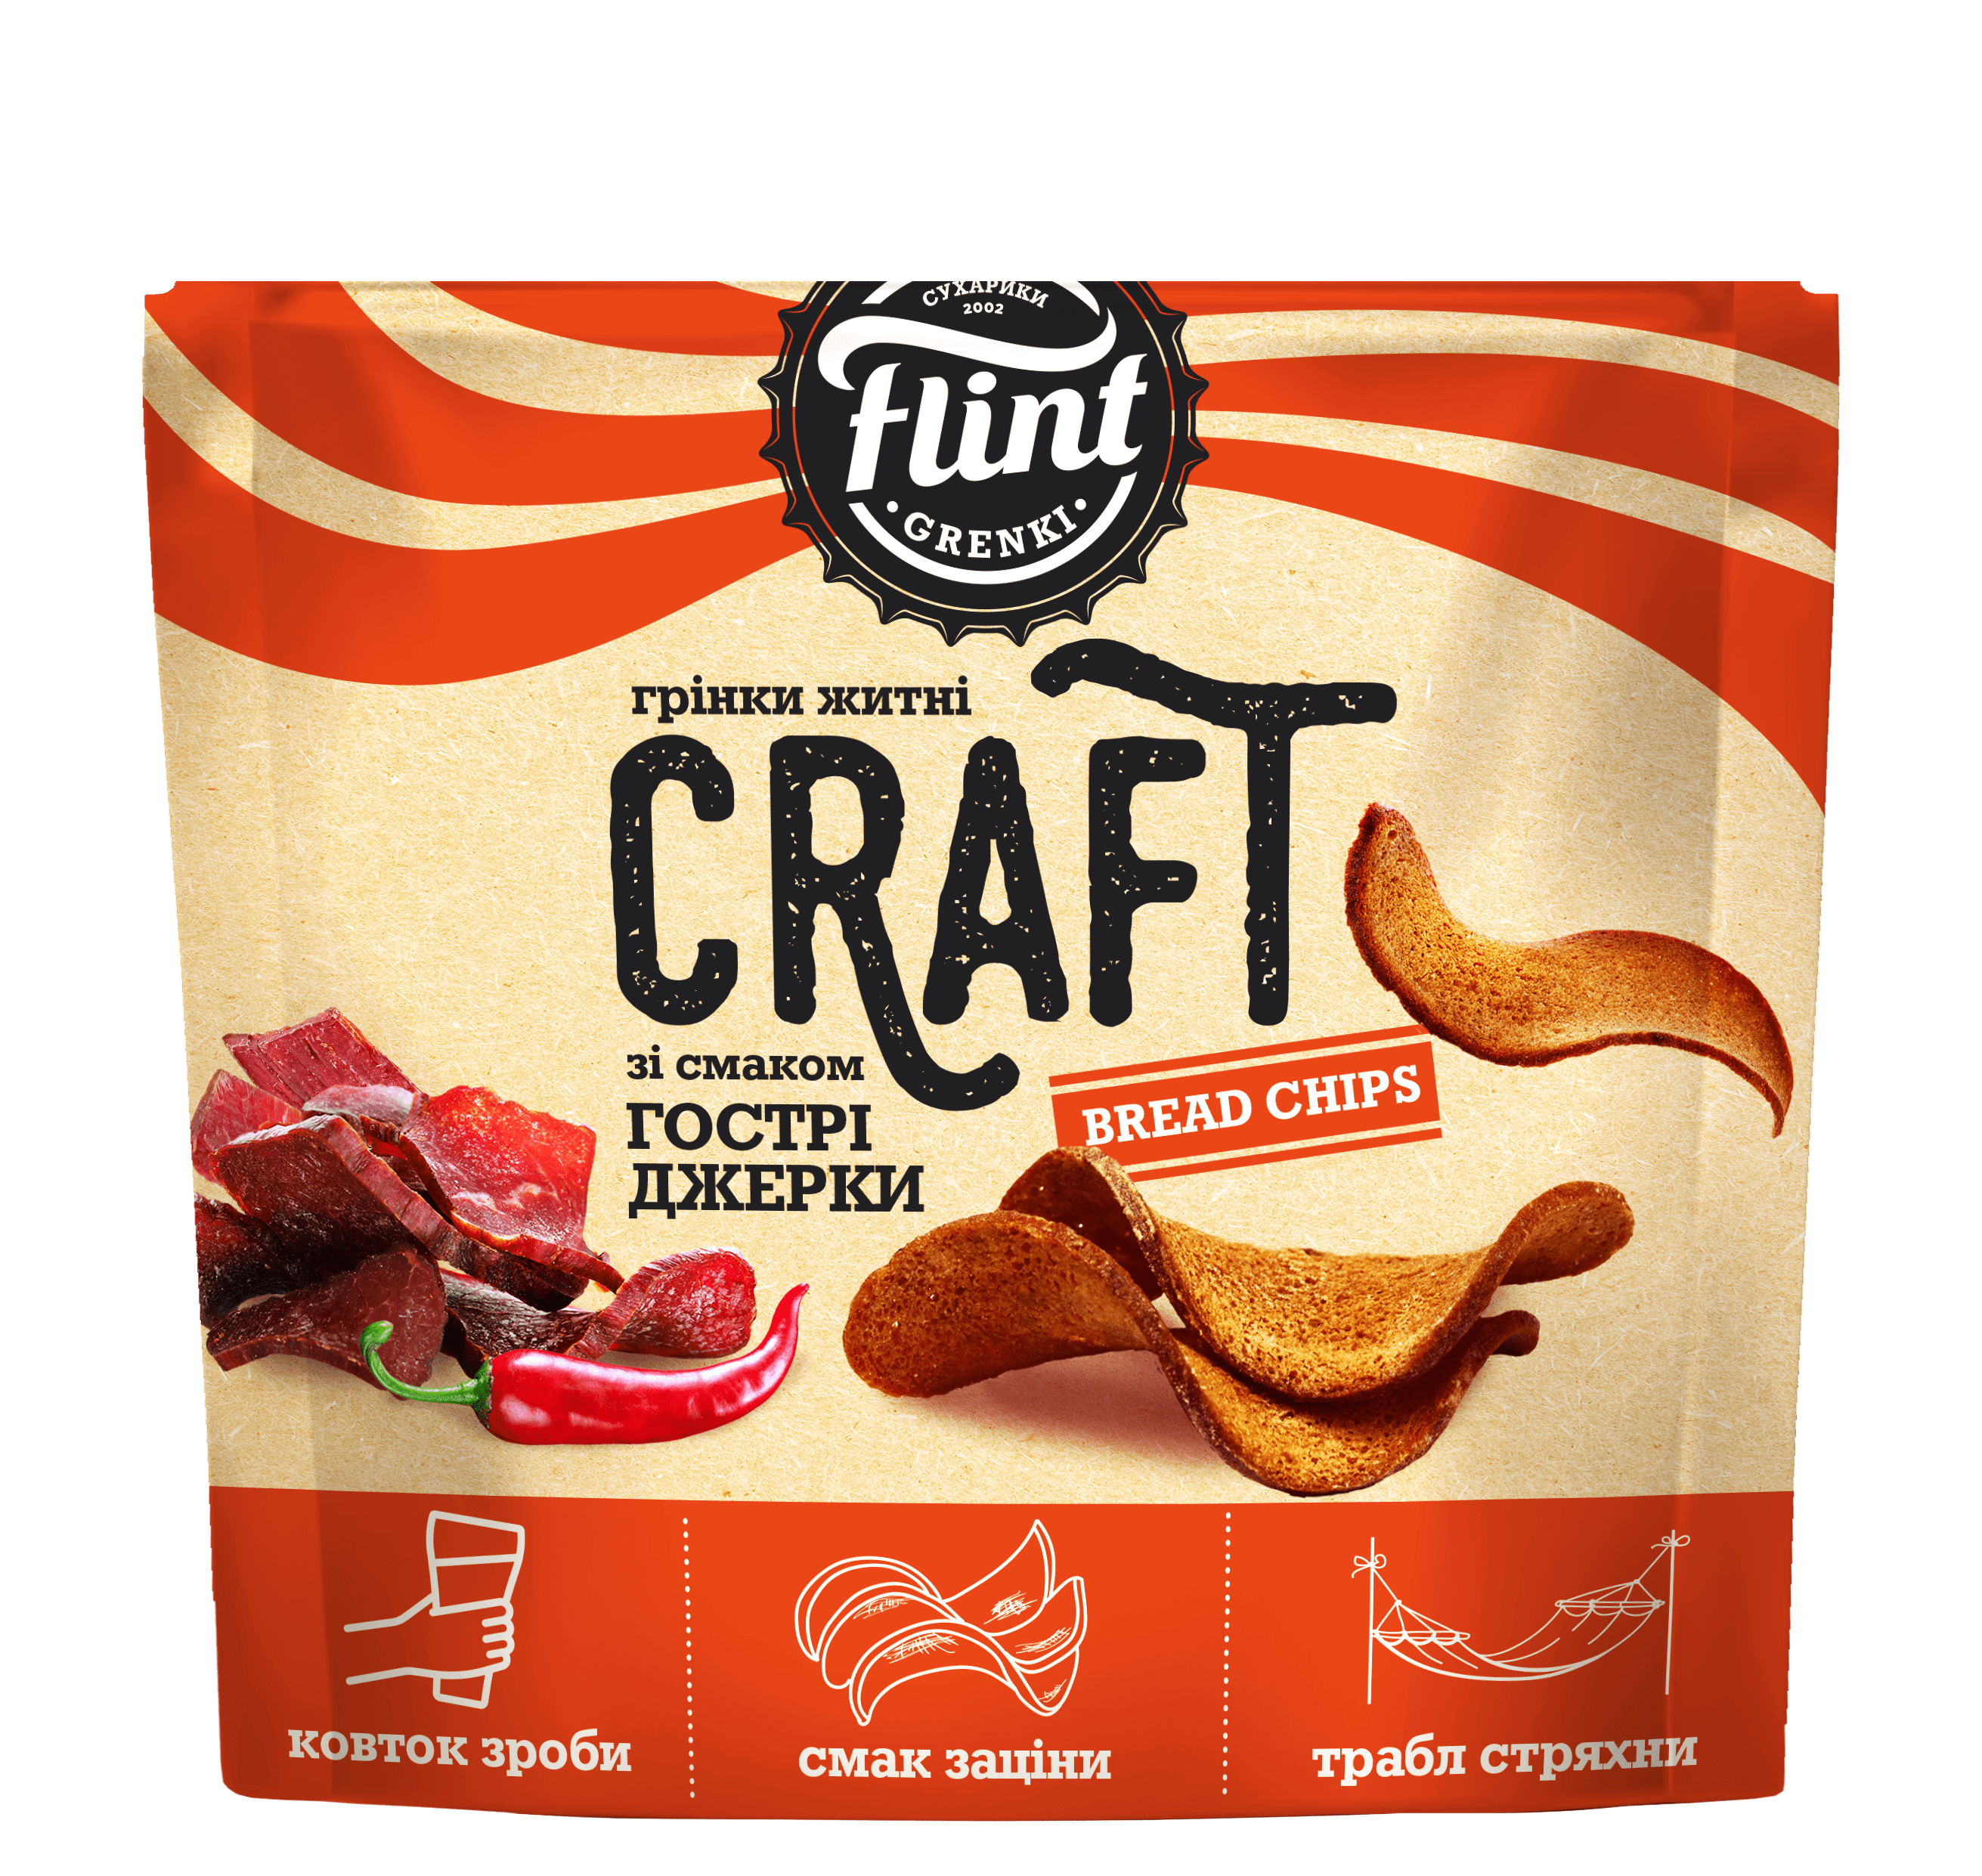 СУХАРИКИ
2002
flint
• GRENKI •
грінки житні
CRAFT
зі смаком
ГОСТРІ
ДЖЕРКИ
BREAD CHIPS
ковток зроби
смак заціни
трабл стряхни